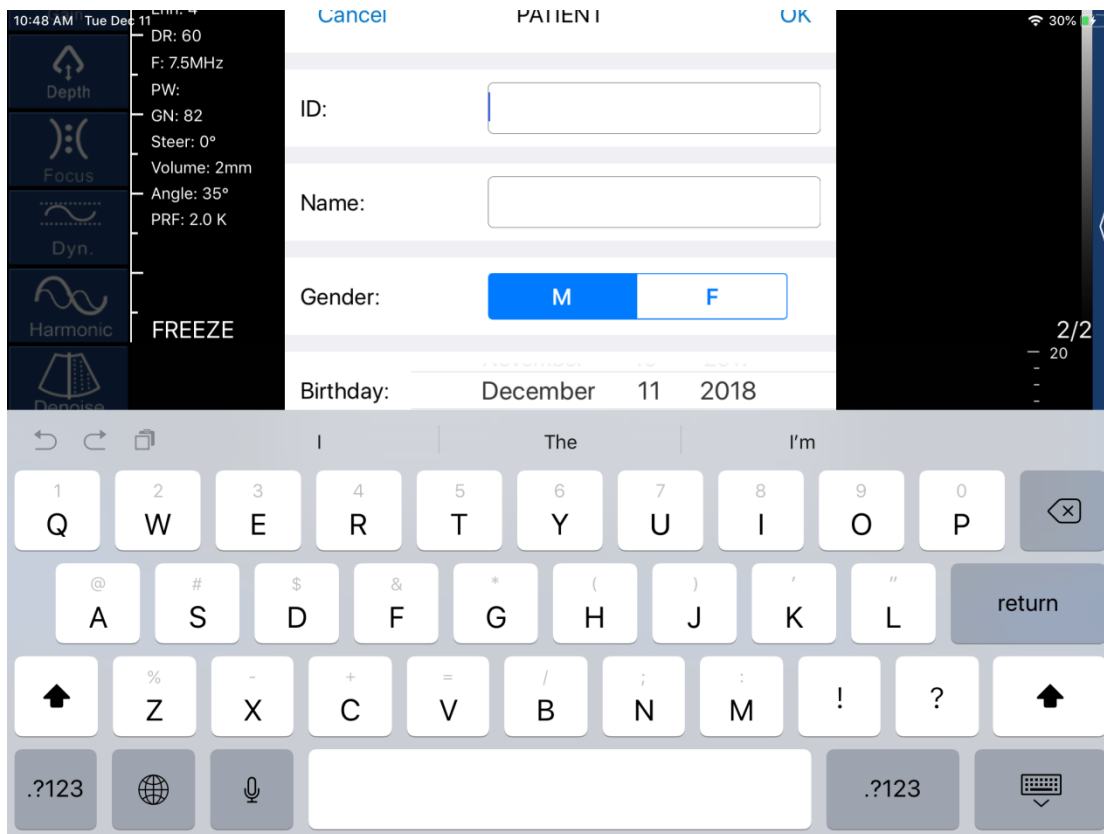 10:48 AM Tue Dec 11
30%
Cancel PATIENT OK
Depth
Focus
Dyn.
Harmonic
Denoise
DR: 60
F: 7.5MHz
PW:
GN: 82
Steer: 0°
Volume: 2mm
Angle: 35°
PRF: 2.0 K
FREEZE
ID:
Name:
Gender: M F
Birthday: December 11 2018
2/2
20
I The I'm
1 2 3 4 5 6 7 8 9 0
Q W E R T Y U I O P
@ # $ & * ( ) ' "
A S D F G H J K L return
% - + = / ; :
Z X C V B N M ! ?
.?123 .?123